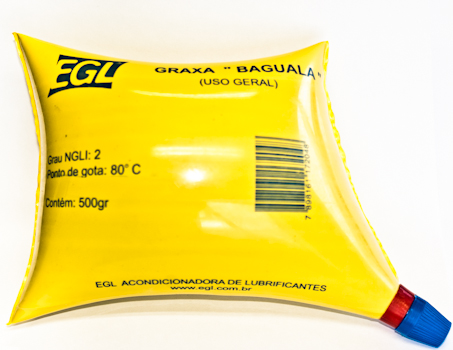 EGL
GRAXA " BAGUALA "
(USO GERAL)
Grau NGLI: 2
Ponto de gota: 80° C
Contém: 500gr
EGL ACONDICIONADORA DE LUBRIFICANTES
www.egl.com.br